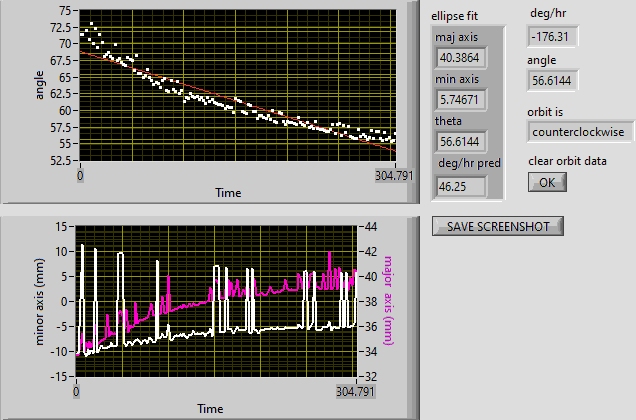 75
72.5
70
67.5
65
62.5
60
57.5
55
52.5
angle
0
304.791
Time
ellipse fit
maj axis
40.3864
min axis
5.74671
theta
56.6144
deg/hr pred
46.25
deg/hr
-176.31
angle
56.6144
orbit is
counterclockwise
clear orbit data
OK
SAVE SCREENSHOT
15
10
5
0
-5
-10
-15
minor axis (mm)
44
42
40
38
36
34
32
major axis (mm)
0
304.791
Time